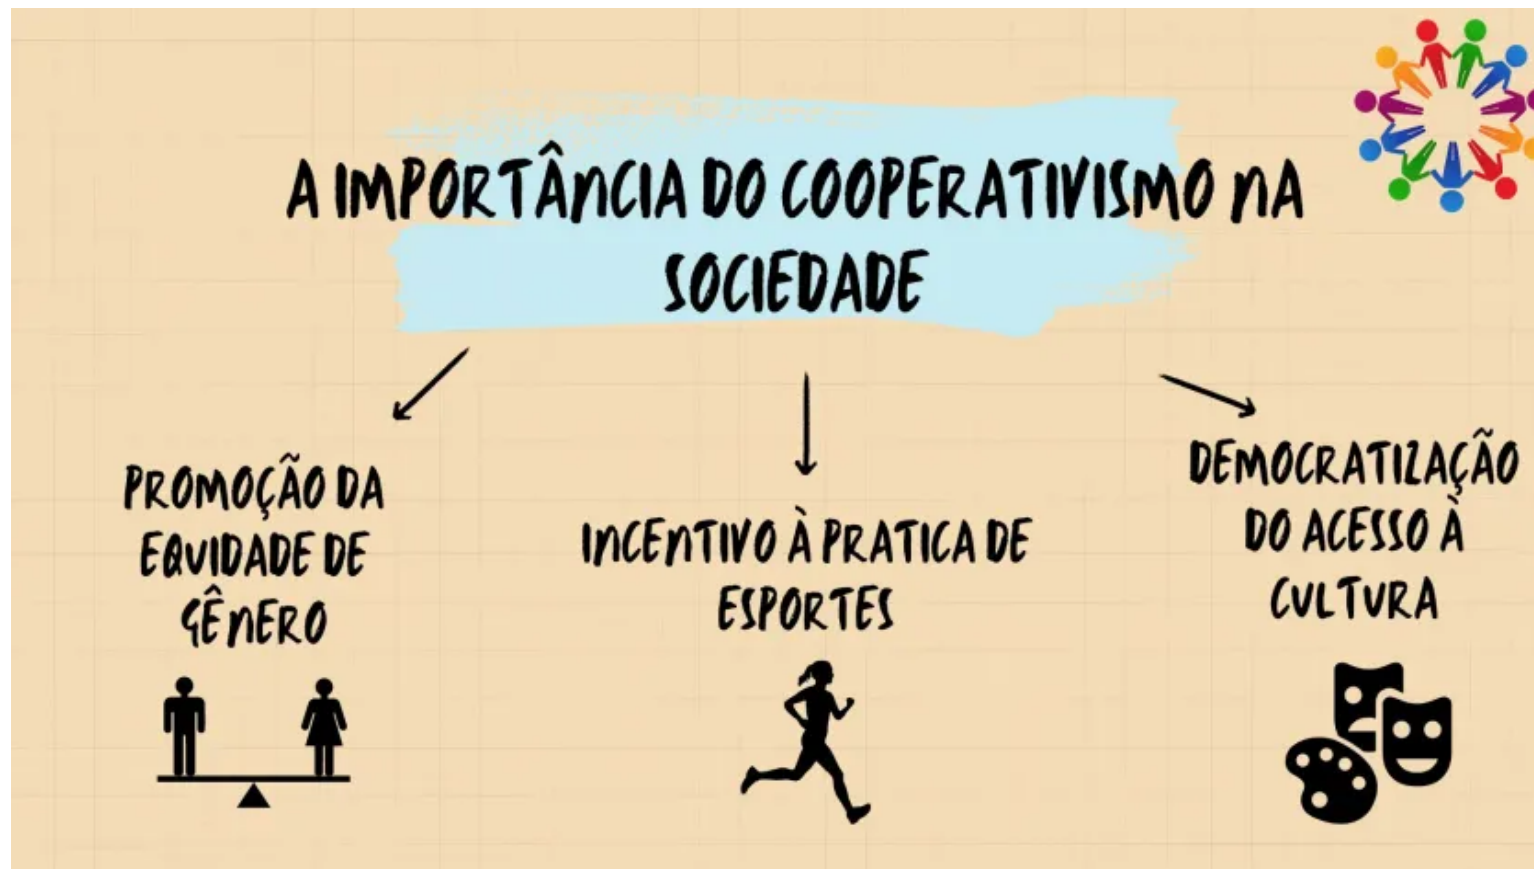 A IMPORTÂNCIA DO COOPERATIVISMO NA
SOCIEDADE
PROMOÇÃO DA
EQUIDADE DE
GÊNERO
INCENTIVO À PRATICA DE
ESPORTES
DEMOCRATIZAÇÃO
DO ACESSO À
CULTURA